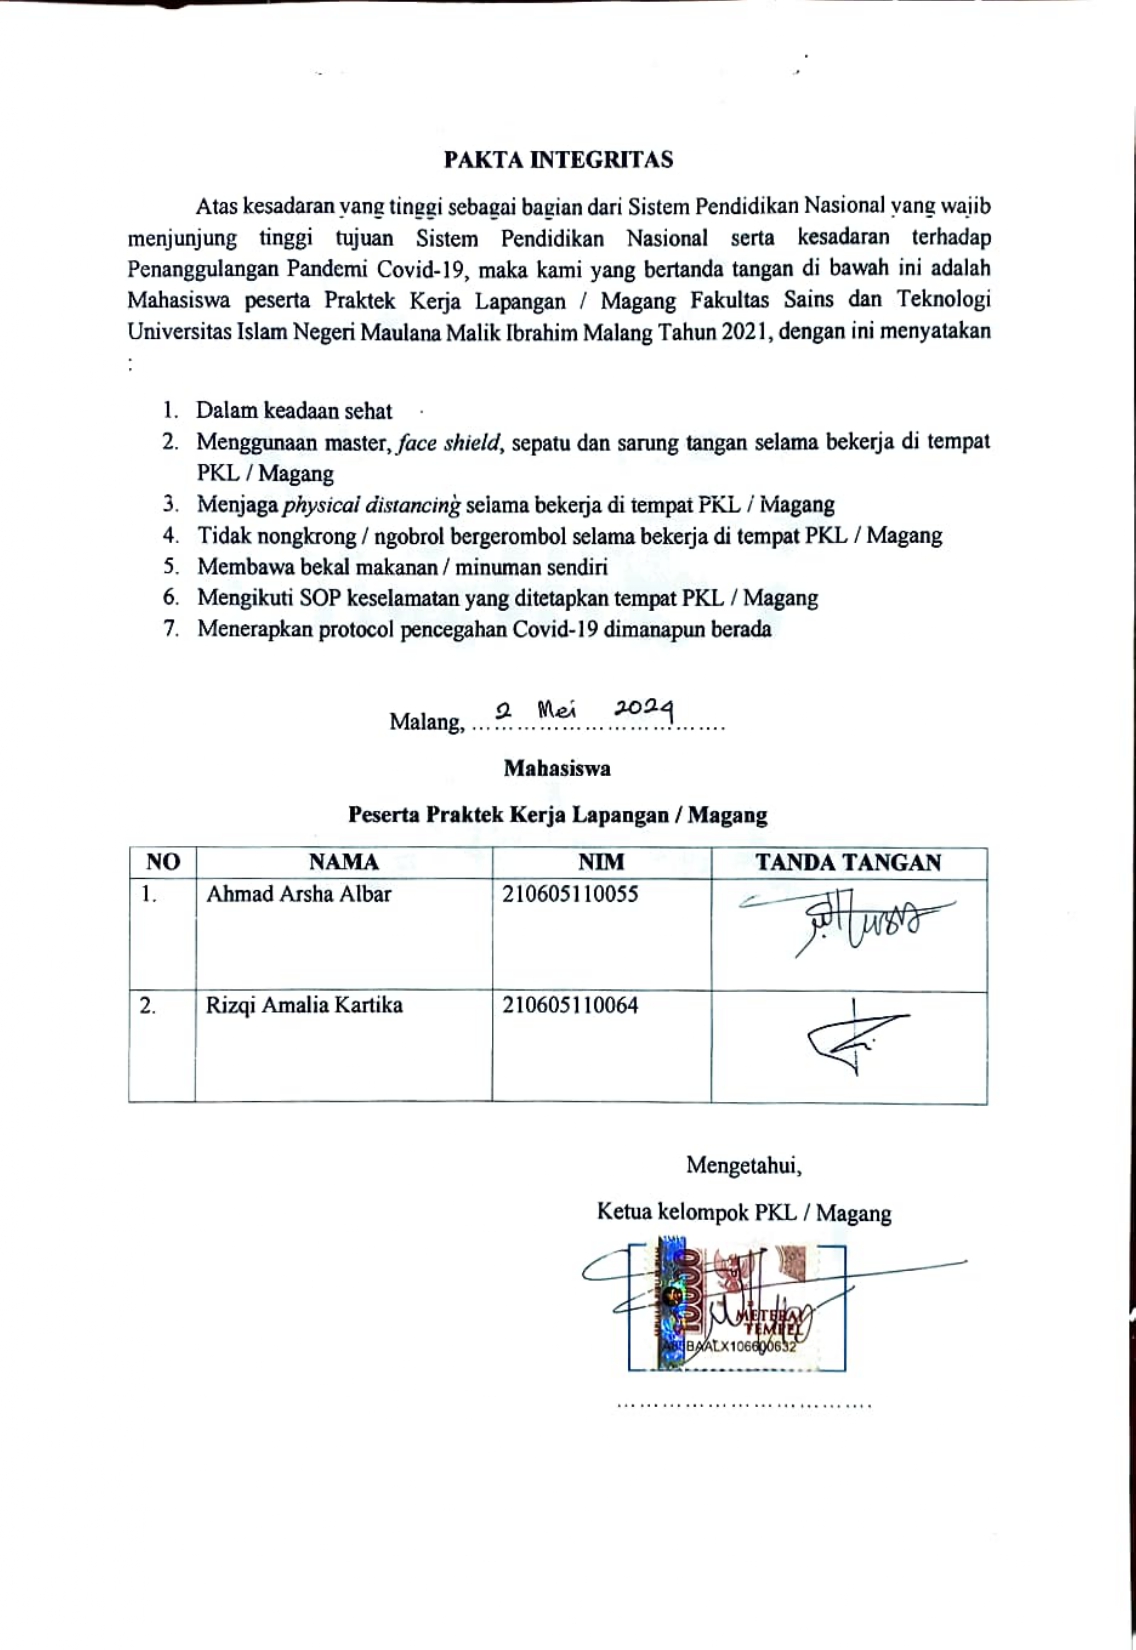 PAKTA INTEGRITAS
Atas kesadaran yang tinggi sebagai bagian dari Sistem Pendidikan Nasional yang wajib
menjunjung tinggi tujuan Sistem Pendidikan Nasional serta kesadaran terhadap
Penanggulangan Pandemi Covid-19, maka kami yang bertanda tangan di bawah ini adalah
Mahasiswa peserta Praktek Kerja Lapangan / Magang Fakultas Sains dan Teknologi
Universitas Islam Negeri Maulana Malik Ibrahim Malang Tahun 2021, dengan ini menyatakan
:
1. Dalam keadaan sehat
2. Menggunaan master, face shield, sepatu dan sarung tangan selama bekerja di tempat
PKL / Magang
3. Menjaga physical distancing selama bekerja di tempat PKL / Magang
4. Tidak nongkrong / ngobrol bergerombol selama bekerja di tempat PKL / Magang
5. Membawa bekal makanan / minuman sendiri
6. Mengikuti SOP keselamatan yang ditetapkan tempat PKL / Magang
7. Menerapkan protocol pencegahan Covid-19 dimanapun berada
Malang, 2 Mei 2024
Mahasiswa
Peserta Praktek Kerja Lapangan / Magang
NO NAMA NIM TANDA TANGAN
1. Ahmad Arsha Albar 210605110055
2. Rizqi Amalia Kartika 210605110064
Mengetahui,
Ketua kelompok PKL / Magang
10000
METERAI
TEMPEL
BAALX106600632